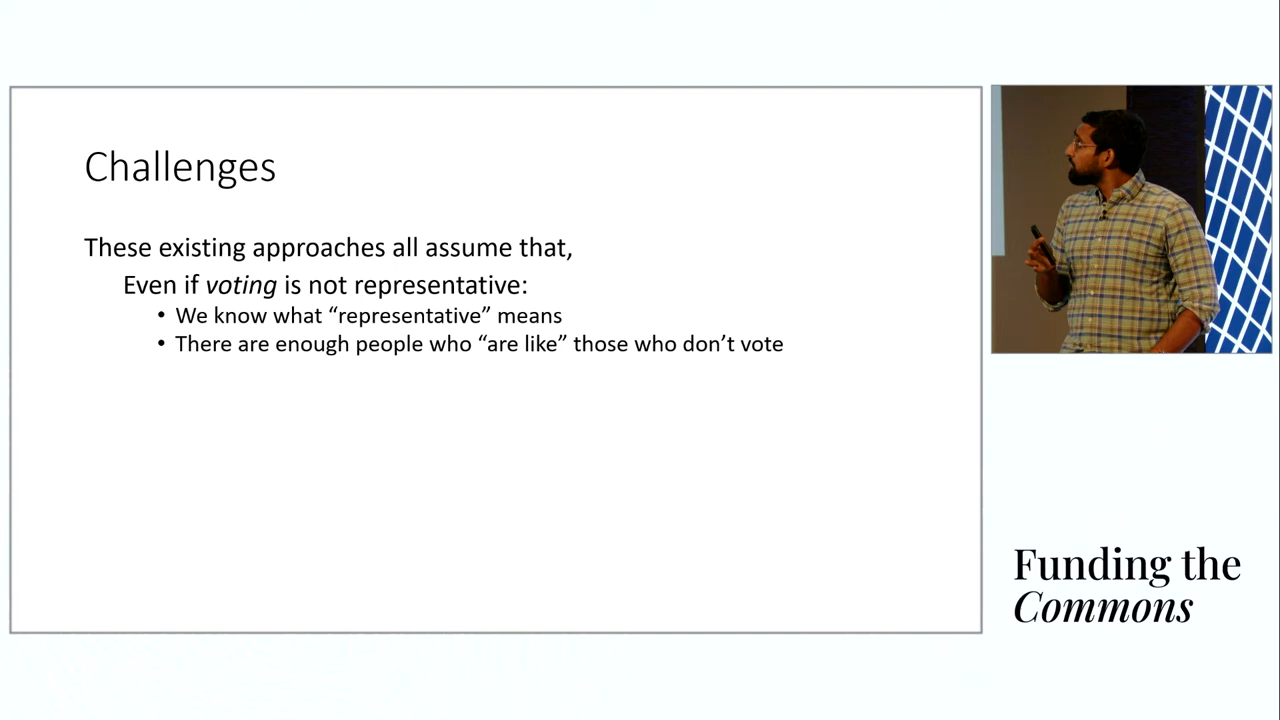 Challenges
These existing approaches all assume that,
Even if voting is not representative:
• We know what “representative” means
• There are enough people who “are like” those who don’t vote
Funding the
Commons